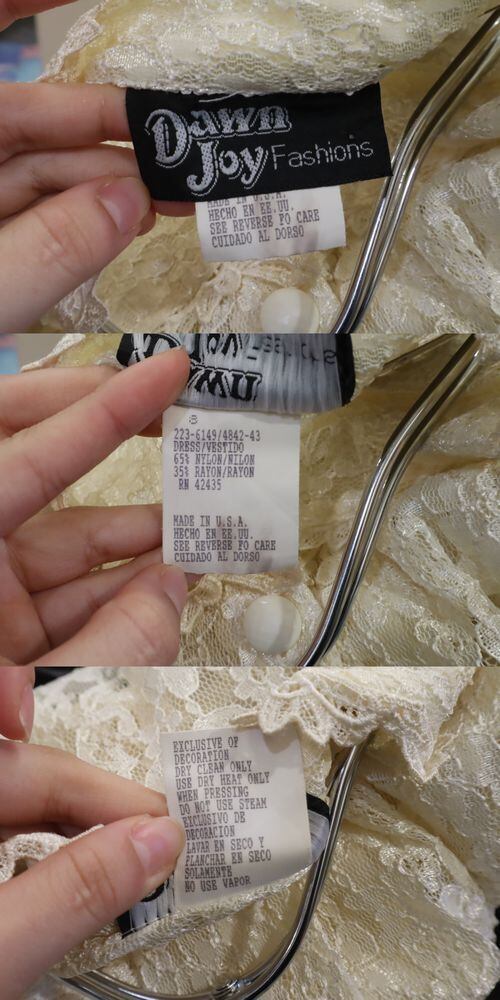 Dawn
Joy Fashions
MADE IN U.S.A.
HECHO EN EE.UU.
SEE REVERSE FO CARE
CUIDADO AL DORSO
8
223-6149/4842-43
DRESS/VESTIDO
65% NYLON/NILON
35% RAYON/RAYON
RN 42435
MADE IN U.S.A.
HECHO EN EE.UU.
SEE REVERSE FO CARE
CUIDADO AL DORSO
EXCLUSIVE OF
DECORATION
DRY CLEAN ONLY
USE DRY HEAT ONLY
WHEN PRESSING
DO NOT USE STEAM
EXCLUSIVO DE
DECORACION
LAVAR EN SECO Y
PLANCHAR EN SECO
SOLAMENTE
NO USE VAPOR